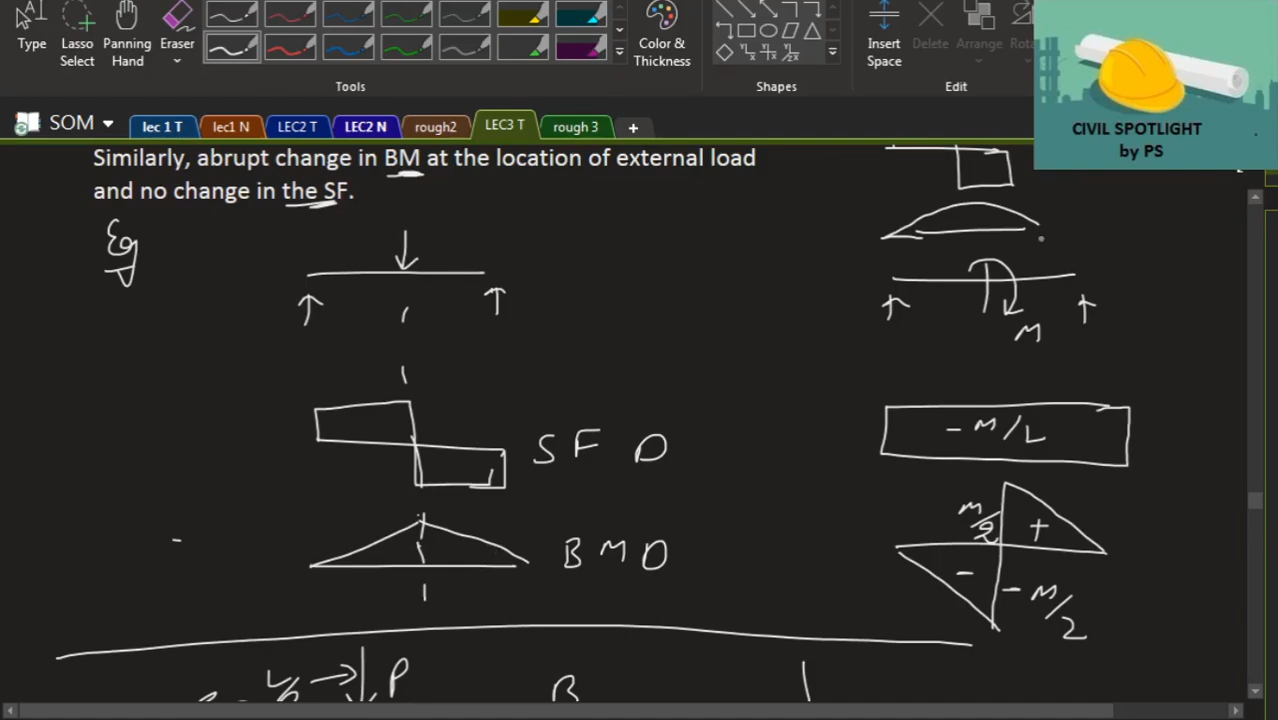 Type
Lasso Select
Panning Hand
Eraser
Color & Thickness
Insert Space
Delete
Arrange
Tools
Shapes
Edit
CIVIL SPOTLIGHT
by PS
SOM
lec 1 T
lec1 N
LEC2 T
LEC2 N
rough2
LEC3 T
rough 3
Similarly, abrupt change in BM at the location of external load
and no change in the SF.
Eg
M
SFD
- M/L
BMD
M/2
+
-
- M/2
P
B